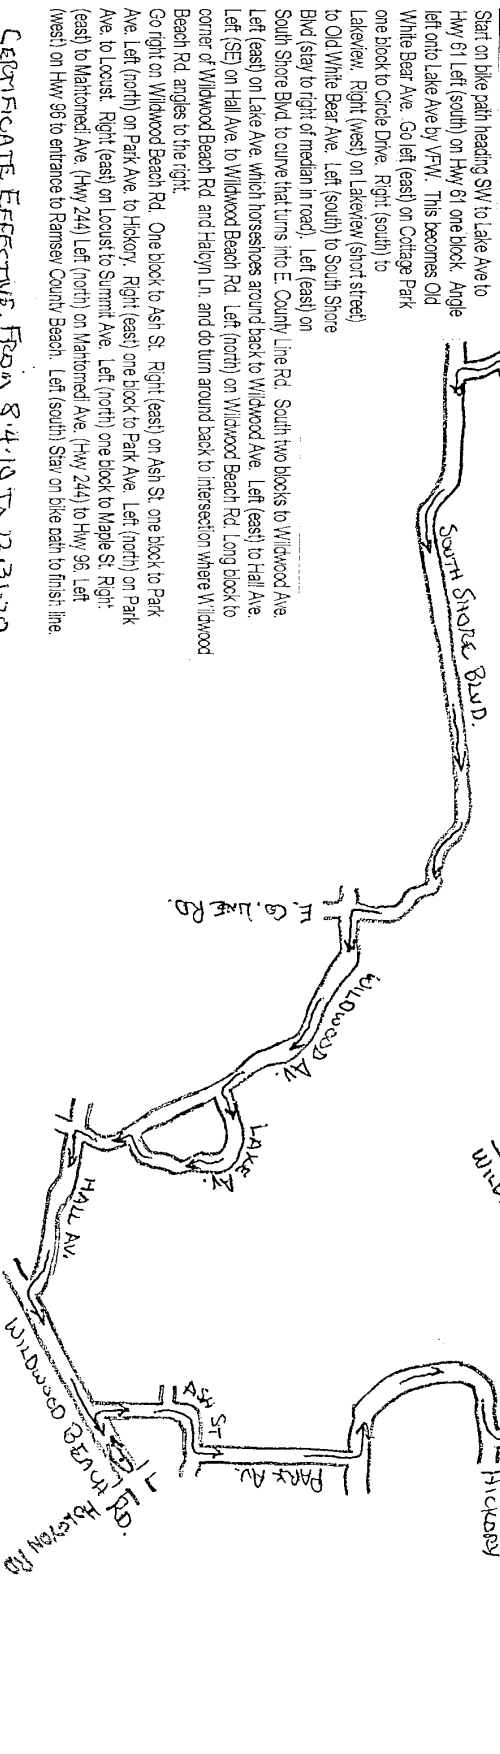 Start on bike path heading SW to Lake Ave to
Hwy 61 Left (south) on Hwy 61 one block. Angle
left onto Lake Ave by VFW. This becomes Old
White Bear Ave. Go left (east) on Cottage Park
one block to Circle Drive. Right (south) to
Lakeview. Right (west) on Lakeview (short street)
to Old White Bear Ave. Left (south) to South Shore
Blvd (stay to right of median in road). Left (east) on
South Shore Blvd. to curve that turns into E. County Line Rd. South two blocks to Wildwood Ave.
Left (east) on Lake Ave. which horseshoes around back to Wildwood Ave. Left (east) to Hall Ave.
Left (SE) on Hall Ave. to Wildwood Beach Rd. Left (north) on Wildwood Beach Rd. Long block to
corner of Wildwood Beach Rd. and Halcyn Ln. and do turn around back to intersection where Wildwood
Beach Rd. angles to the right.
Go right on Wildwood Beach Rd. One block to Ash St. Right (east) on Ash St. one block to Park
Ave. Left (north) on Park Ave. to Hickory. Right (east) one block to Park Ave. Left (north) on Park
Ave. to Locust. Right (east) on Locust to Summit Ave. Left (north) one block to Maple St. Right
(east) to Mahtomedi Ave. (Hwy 244) Left (north) on Mahtomedi Ave. (Hwy 244) to Hwy 96. Left
(west) on Hwy 96 to entrance to Ramsey County Beach. Left (south) Stay on bike path to finish line.
CERTIFICATE EFFECTIVE FROM 8.4.10 TO 12.31.20
SOUTH SHORE BLVD.
E. CO. LINE RD.
WILDWOOD AV.
LAKE AV.
HALL AV.
WILDWOOD BEACH RD.
HALCYON RD
ASH ST
PARK AV.
HICKORY
WILD